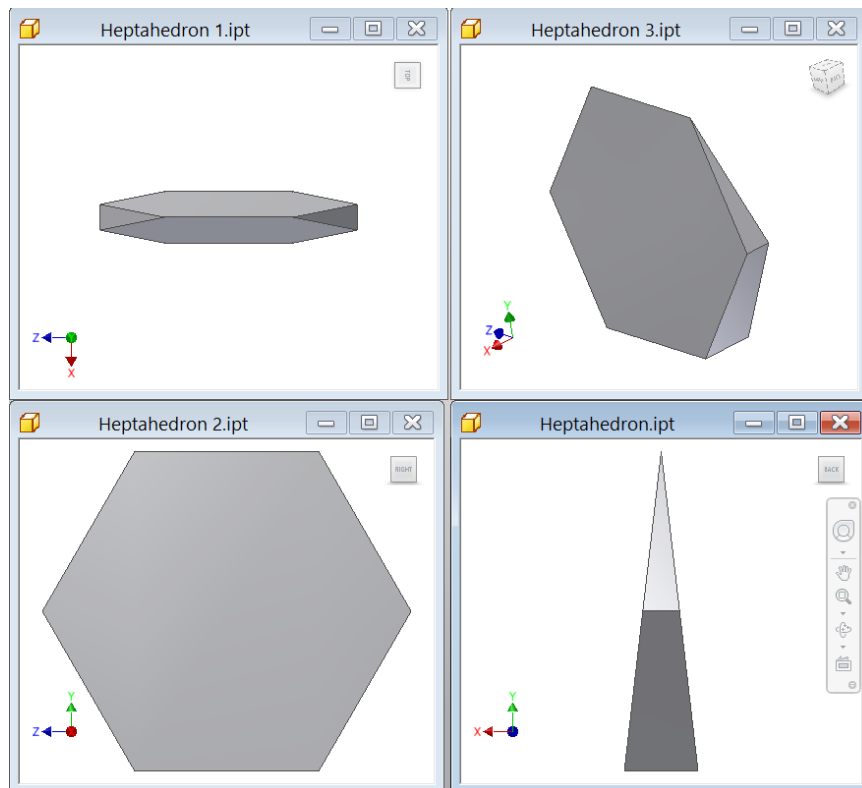 Heptahedron 1.ipt
TOP
Z
X
Heptahedron 3.ipt
Y
Z
X
Heptahedron 2.ipt
RIGHT
Y
Z
Heptahedron.ipt
BACK
Y
X